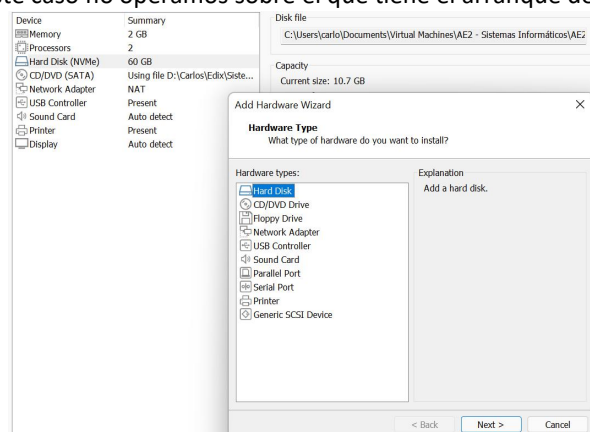 ste caso no operamos sobre el que tiene el arranque de
Device Summary
Memory 2 GB
Processors 2
Hard Disk (NVMe) 60 GB
CD/DVD (SATA) Using file D:\Carlos\Edix\Siste...
Network Adapter NAT
USB Controller Present
Sound Card Auto detect
Printer Present
Display Auto detect
Disk file
C:\Users\carlo\Documents\Virtual Machines\AE2 - Sistemas Informáticos\AE2
Capacity
Current size: 10.7 GB
Add Hardware Wizard
Hardware Type
What type of hardware do you want to install?
Hardware types:
Hard Disk
CD/DVD Drive
Floppy Drive
Network Adapter
USB Controller
Sound Card
Parallel Port
Serial Port
Printer
Generic SCSI Device
Explanation
Add a hard disk.
< Back Next > Cancel